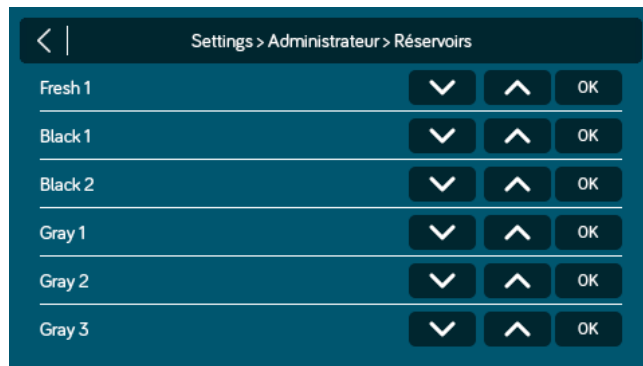 Settings > Administrateur > Réservoirs
Fresh 1 OK
Black 1 OK
Black 2 OK
Gray 1 OK
Gray 2 OK
Gray 3 OK